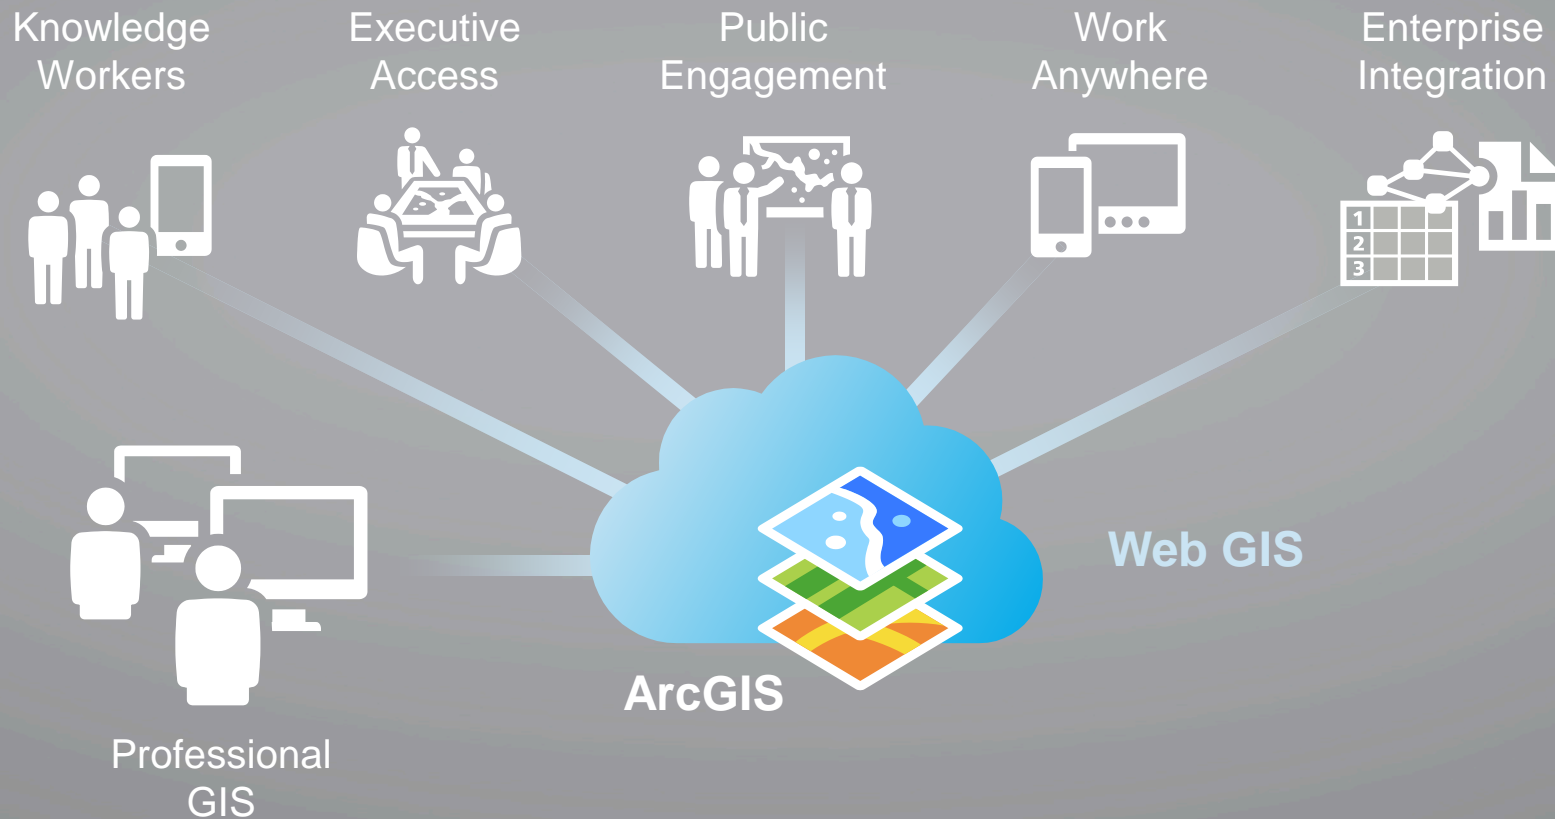 Knowledge
Workers
Executive
Access
Public
Engagement
Work
Anywhere
Enterprise
Integration
1
2
3
Web GIS
ArcGIS
Professional
GIS